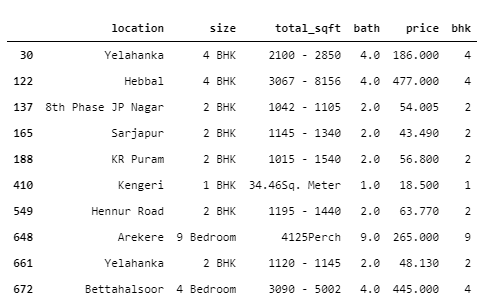 location size total_sqft bath price bhk
30 Yelahanka 4 BHK 2100 - 2850 4.0 186.000 4
122 Hebbal 4 BHK 3067 - 8156 4.0 477.000 4
137 8th Phase JP Nagar 2 BHK 1042 - 1105 2.0 54.005 2
165 Sarjapur 2 BHK 1145 - 1340 2.0 43.490 2
188 KR Puram 2 BHK 1015 - 1540 2.0 56.800 2
410 Kengeri 1 BHK 34.46Sq. Meter 1.0 18.500 1
549 Hennur Road 2 BHK 1195 - 1440 2.0 63.770 2
648 Arekere 9 Bedroom 4125Perch 9.0 265.000 9
661 Yelahanka 2 BHK 1120 - 1145 2.0 48.130 2
672 Bettahalsoor 4 Bedroom 3090 - 5002 4.0 445.000 4